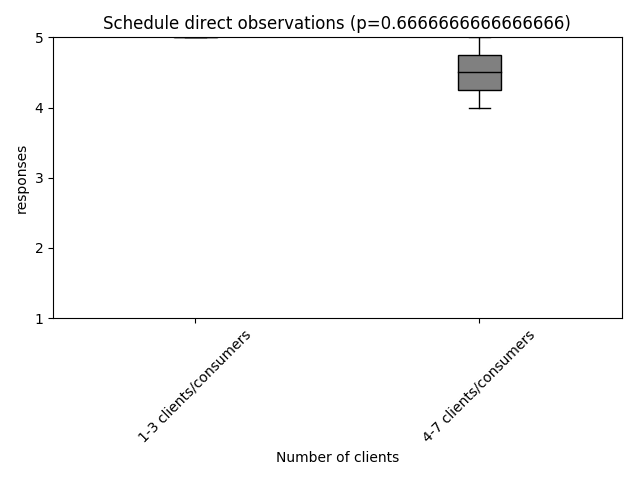 Schedule direct observations (p=0.6666666666666666)
5
4
3
2
1
responses
1-3 clients/consumers
4-7 clients/consumers
Number of clients